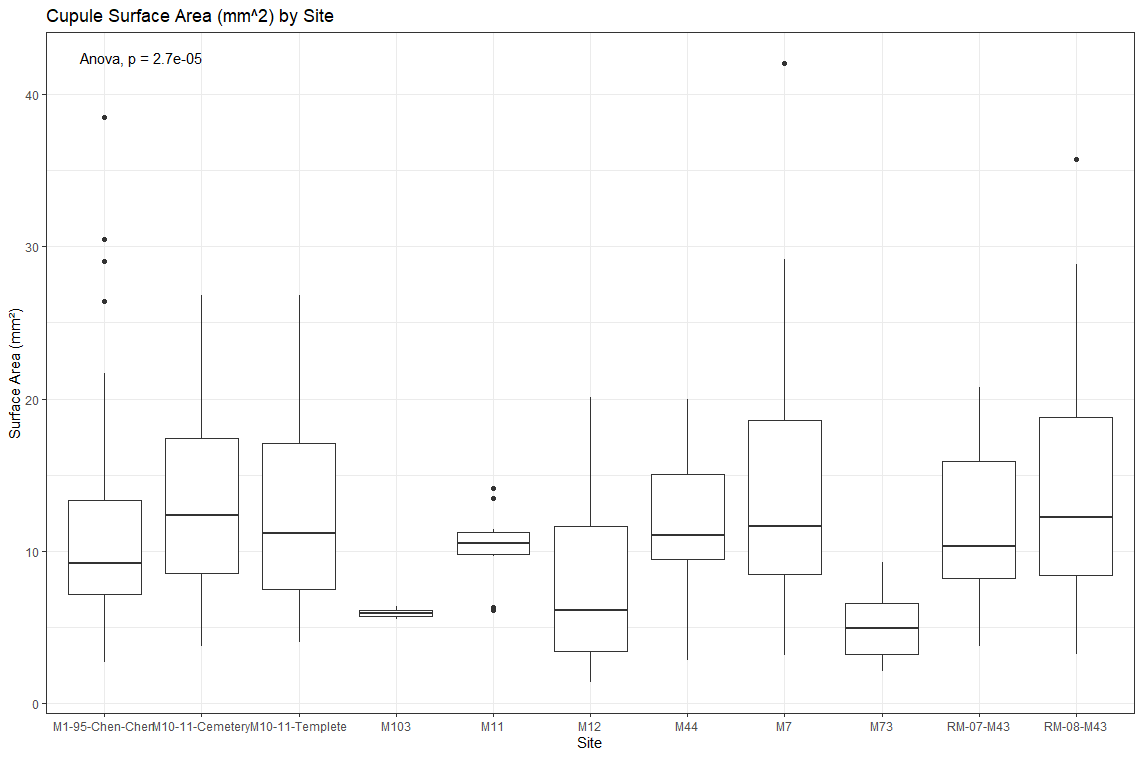 Cupule Surface Area (mm^2) by Site
Anova, p = 2.7e-05
40
30
20
10
0
Surface Area (mm²)
M1-95-Chen-Chen
M10-11-Cemetery
M10-11-Templete
M103
M11
M12
M44
M7
M73
RM-07-M43
RM-08-M43
Site